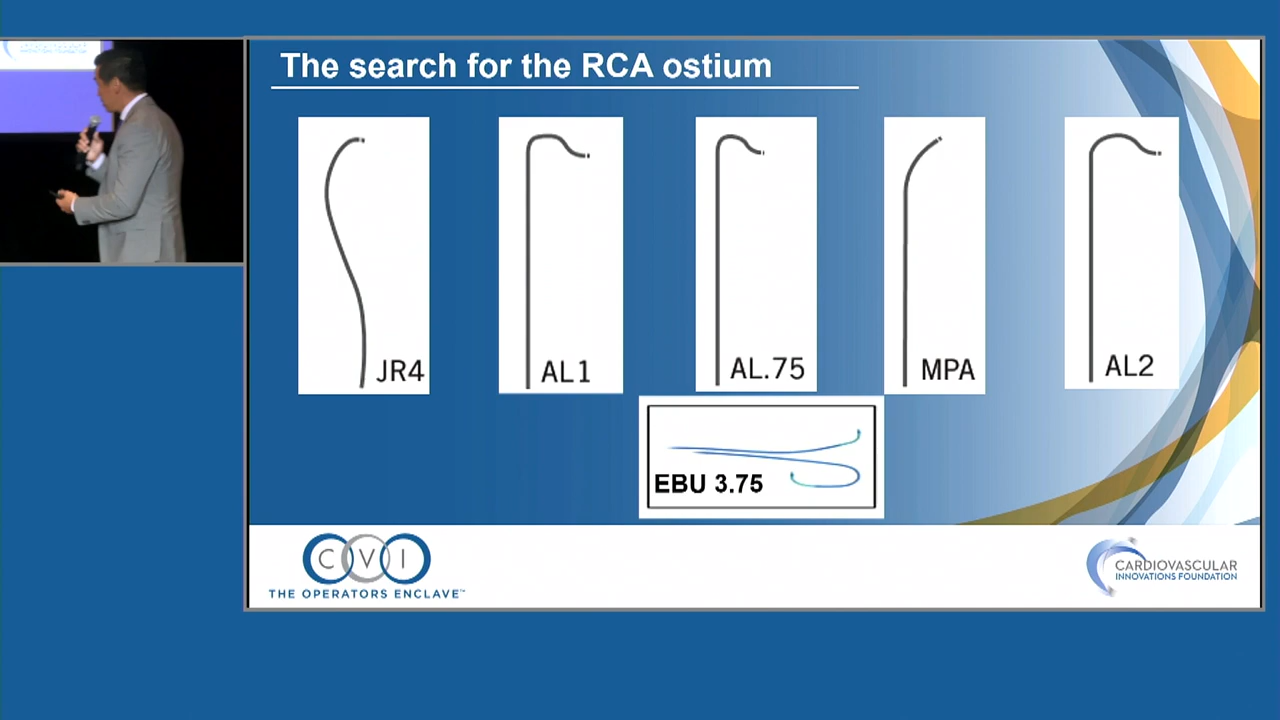 The search for the RCA ostium
JR4
AL1
AL.75
MPA
AL2
EBU 3.75
CVI
THE OPERATORS ENCLAVE™
CARDIOVASCULAR
INNOVATIONS FOUNDATION